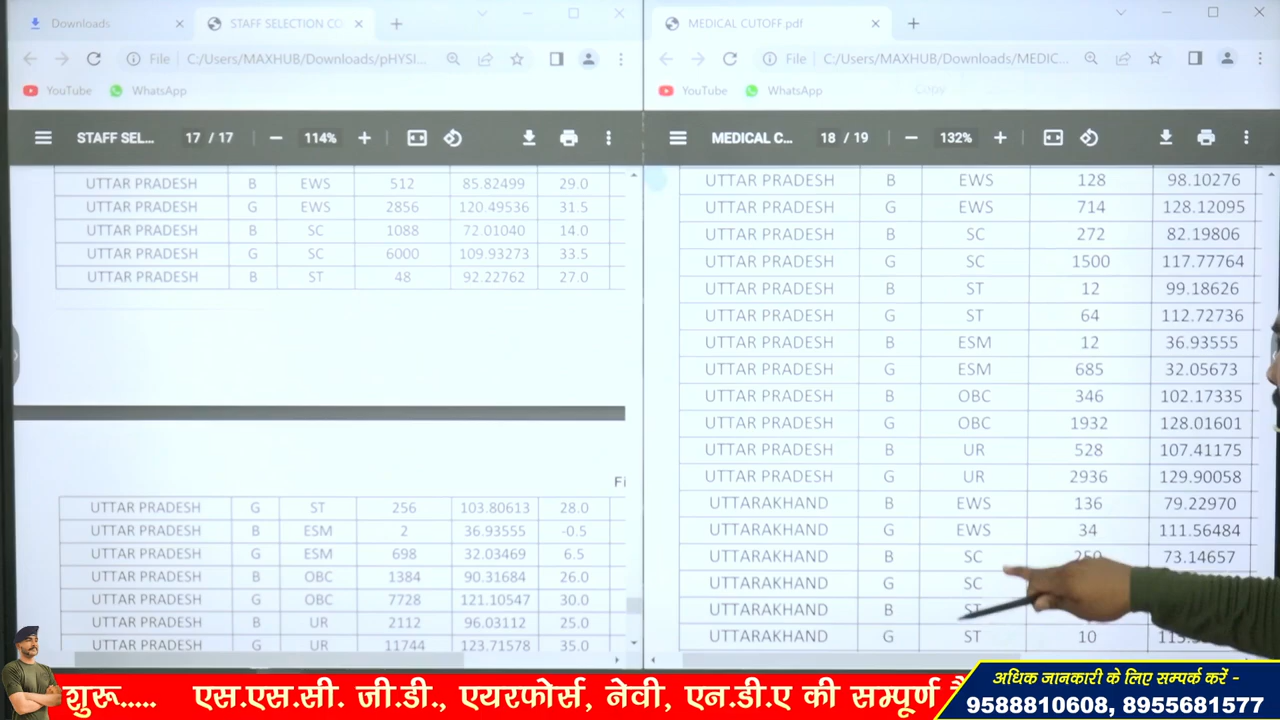 Downloads
STAFF SELECTION CO
MEDICAL CUTOFF.pdf
File C:/Users/MAXHUB/Downloads/pHYSI...
File C:/Users/MAXHUB/Downloads/MEDIC...
YouTube WhatsApp
YouTube WhatsApp
Copy
STAFF SEL... 17 / 17 114%
MEDICAL C... 18 / 19 132%
UTTAR PRADESH B EWS 512 85.82499 29.0
UTTAR PRADESH G EWS 2856 120.49536 31.5
UTTAR PRADESH B SC 1088 72.01040 14.0
UTTAR PRADESH G SC 6000 109.93273 33.5
UTTAR PRADESH B ST 48 92.22762 27.0
Fi
UTTAR PRADESH G ST 256 103.80613 28.0
UTTAR PRADESH B ESM 2 36.93555 -0.5
UTTAR PRADESH G ESM 698 32.03469 6.5
UTTAR PRADESH B OBC 1384 90.31684 26.0
UTTAR PRADESH G OBC 7728 121.10547 30.0
UTTAR PRADESH B UR 2112 96.03112 25.0
UTTAR PRADESH G UR 11744 123.71578 35.0
UTTAR PRADESH B EWS 128 98.10276
UTTAR PRADESH G EWS 714 128.12095
UTTAR PRADESH B SC 272 82.19806
UTTAR PRADESH G SC 1500 117.77764
UTTAR PRADESH B ST 12 99.18626
UTTAR PRADESH G ST 64 112.72736
UTTAR PRADESH B ESM 12 36.93555
UTTAR PRADESH G ESM 685 32.05673
UTTAR PRADESH B OBC 346 102.17335
UTTAR PRADESH G OBC 1932 128.01601
UTTAR PRADESH B UR 528 107.41175
UTTAR PRADESH G UR 2936 129.90058
UTTARAKHAND B EWS 136 79.22970
UTTARAKHAND G EWS 34 111.56484
UTTARAKHAND B SC 73.14657
UTTARAKHAND G SC
UTTARAKHAND B ST
UTTARAKHAND G ST 10
शुरू..... एस.एस.सी. जी.डी., एयरफोर्स, नेवी, एन.डी.ए की सम्पूर्ण
अधिक जानकारी के लिए सम्पर्क करें -
9588810608, 8955681577